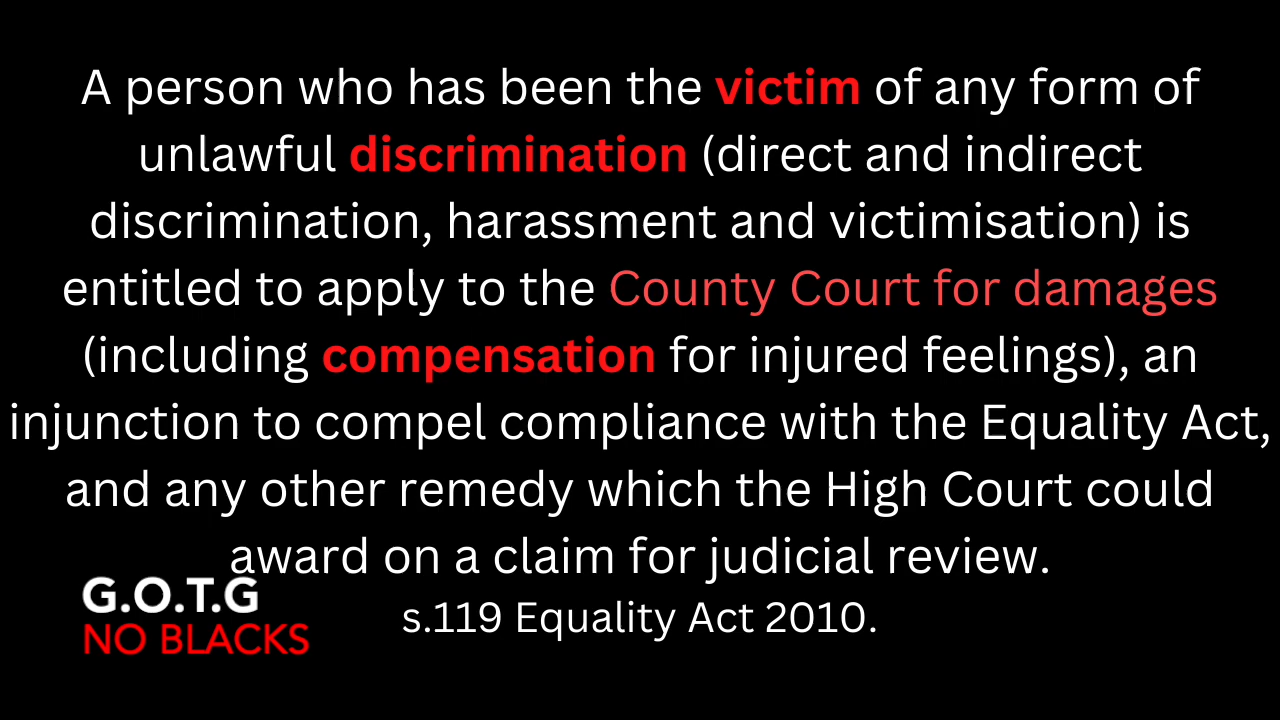 A person who has been the victim of any form of
unlawful discrimination (direct and indirect
discrimination, harassment and victimisation) is
entitled to apply to the County Court for damages
(including compensation for injured feelings), an
injunction to compel compliance with the Equality Act,
and any other remedy which the High Court could
award on a claim for judicial review.
s.119 Equality Act 2010.
G.O.T.G
NO BLACKS